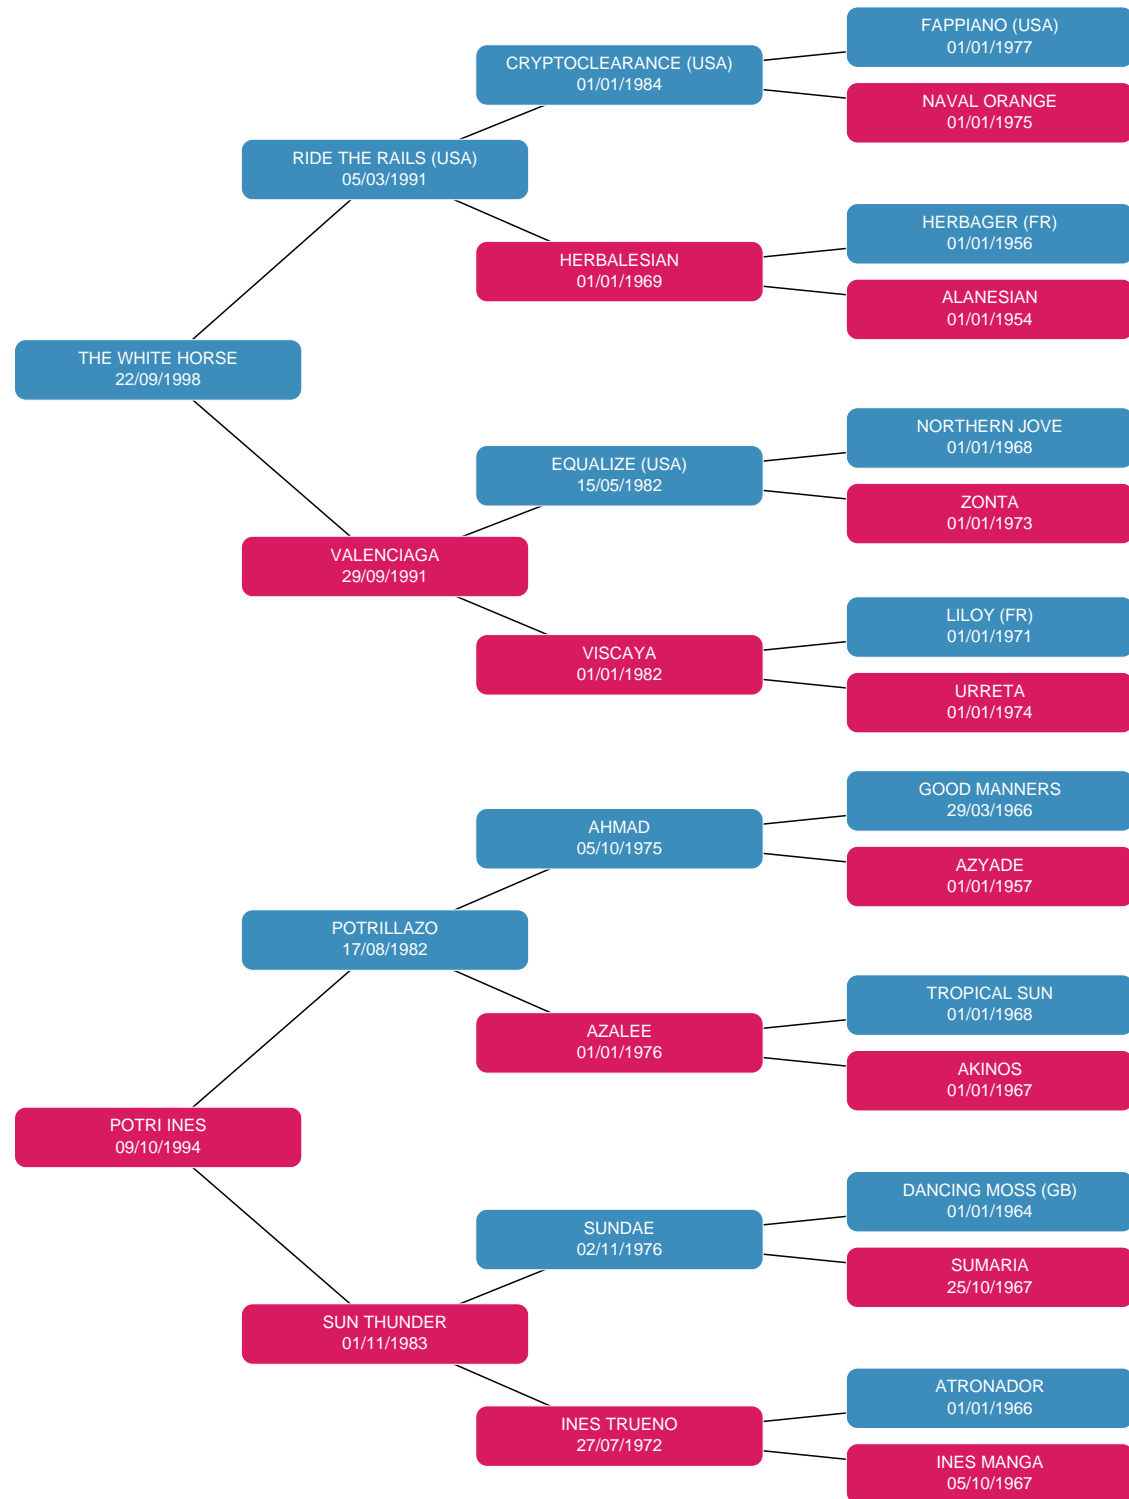 FAPPIANO (USA)
01/01/1977
CRYPTOCLEARANCE (USA)
01/01/1984
NAVAL ORANGE
01/01/1975
RIDE THE RAILS (USA)
05/03/1991
HERBAGER (FR)
01/01/1956
HERBALESIAN
01/01/1969
ALANESIAN
01/01/1954
THE WHITE HORSE
22/09/1998
NORTHERN JOVE
01/01/1968
EQUALIZE (USA)
15/05/1982
ZONTA
01/01/1973
VALENCIAGA
29/09/1991
LILOY (FR)
01/01/1971
VISCAYA
01/01/1982
URRETA
01/01/1974
GOOD MANNERS
29/03/1966
AHMAD
05/10/1975
AZYADE
01/01/1957
POTRILLAZO
17/08/1982
TROPICAL SUN
01/01/1968
AZALEE
01/01/1976
AKINOS
01/01/1967
POTRI INES
09/10/1994
DANCING MOSS (GB)
01/01/1964
SUNDAE
02/11/1976
SUMARIA
25/10/1967
SUN THUNDER
01/11/1983
ATRONADOR
01/01/1966
INES TRUENO
27/07/1972
INES MANGA
05/10/1967